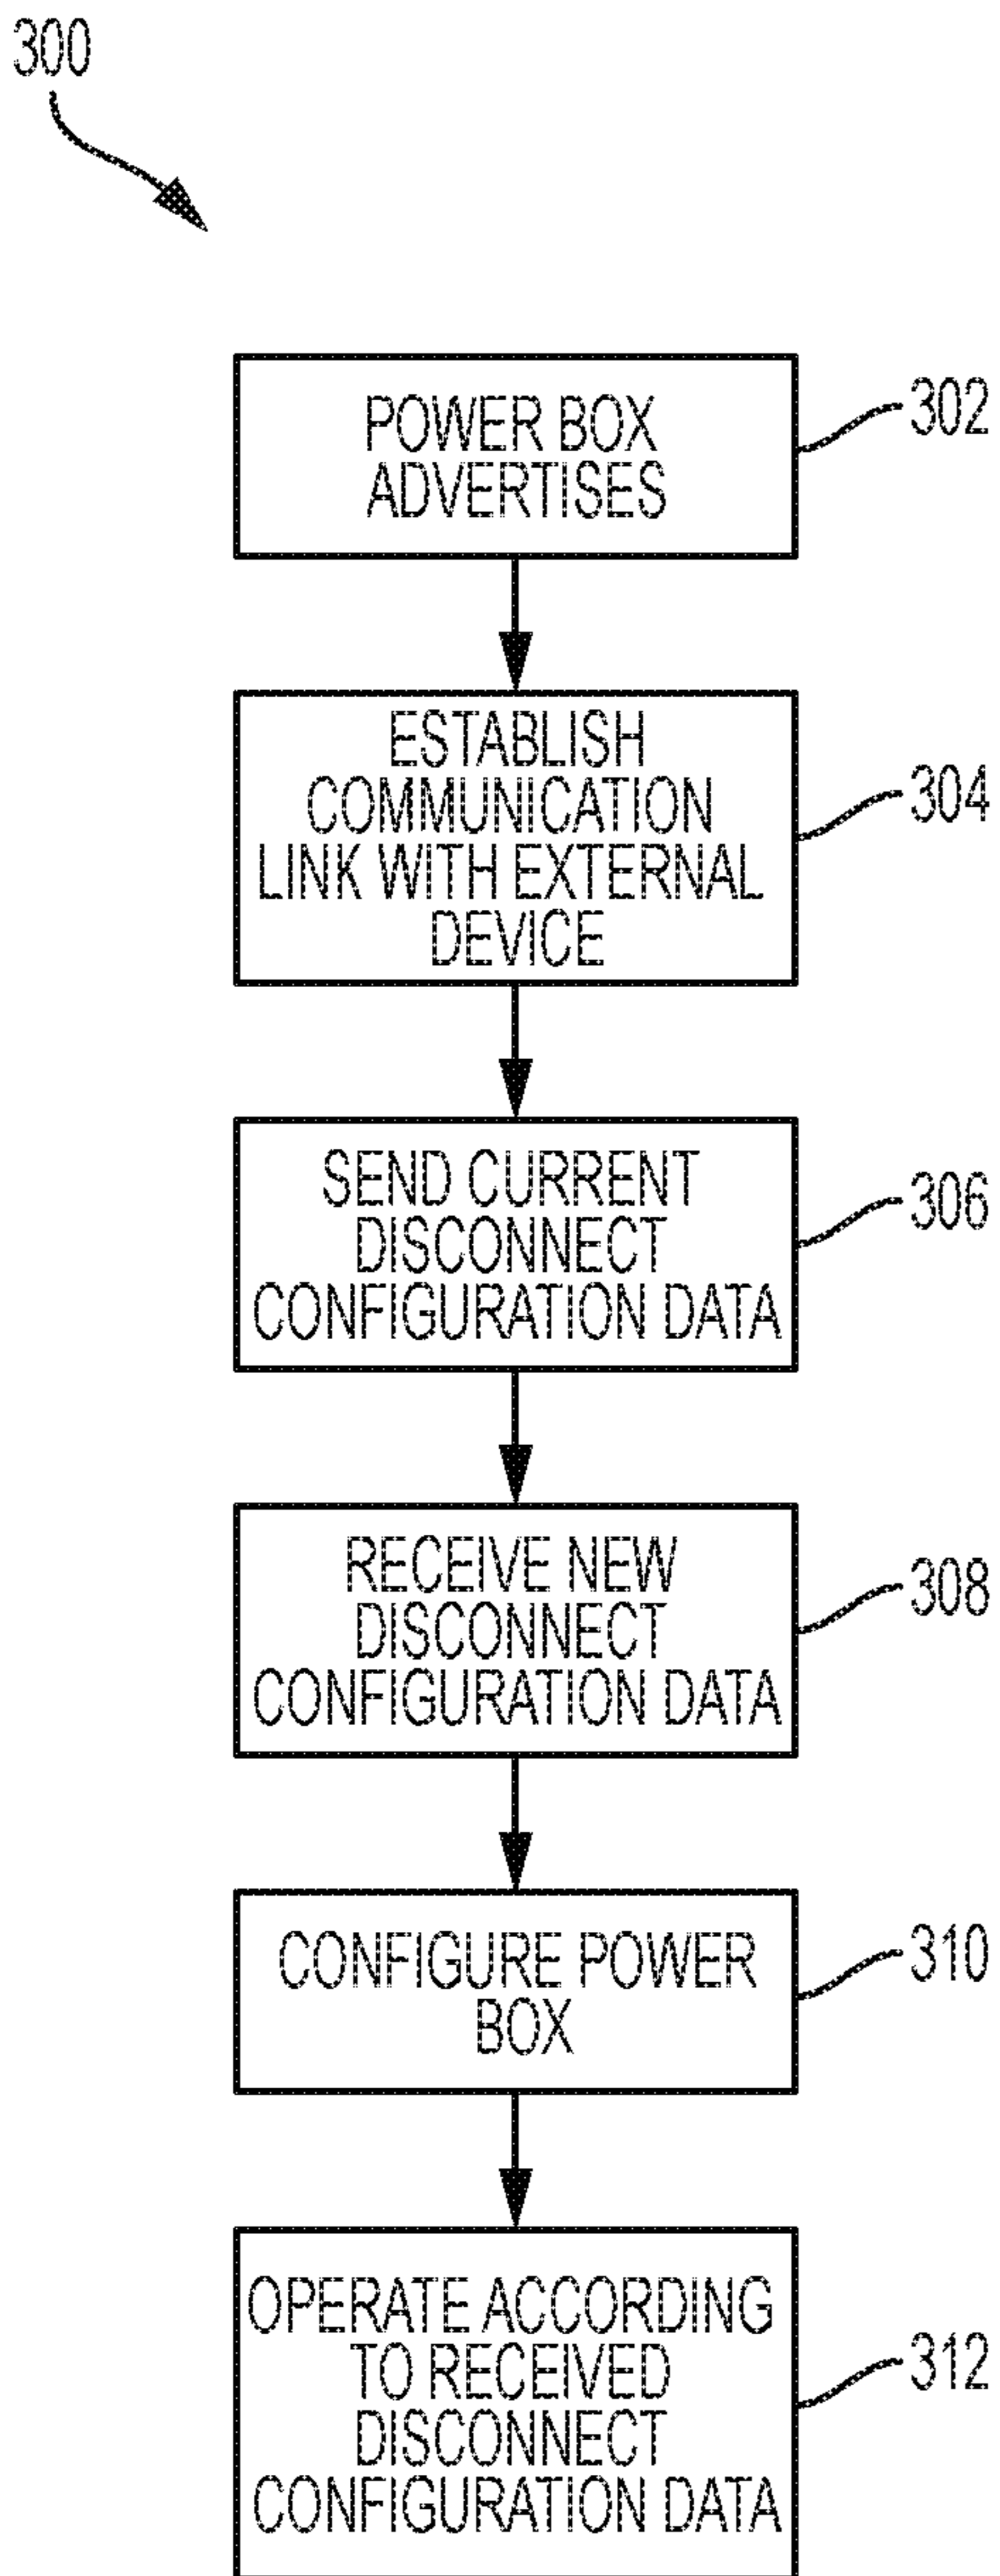 300
POWER BOX
ADVERTISES
302
ESTABLISH
COMMUNICATION
LINK WITH EXTERNAL
DEVICE
304
SEND CURRENT
DISCONNECT
CONFIGURATION DATA
306
RECEIVE NEW
DISCONNECT
CONFIGURATION DATA
308
CONFIGURE POWER
BOX
310
OPERATE ACCORDING
TO RECEIVED
DISCONNECT
CONFIGURATION DATA
312